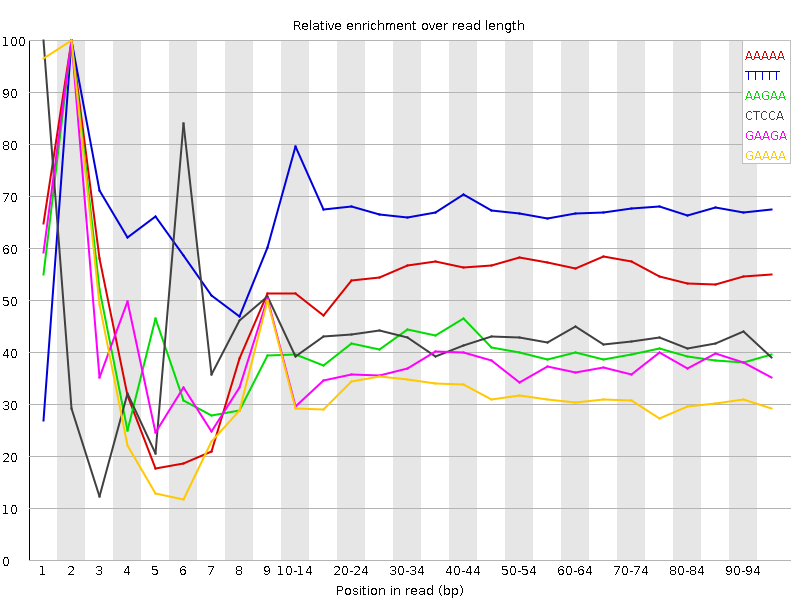 Relative enrichment over read length
100
90
80
70
60
50
40
30
20
10
0
AAAAA
TTTTT
AAGAA
CTCCA
GAAGA
GAAAA
1 2 3 4 5 6 7 8 9 10-14 20-24 30-34 40-44 50-54 60-64 70-74 80-84 90-94
Position in read (bp)